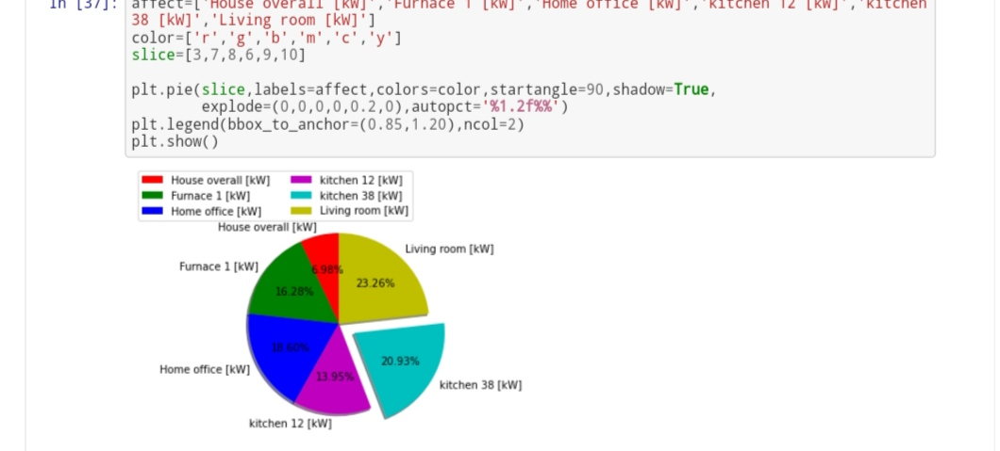 In [37]:
affect=['House overall [kW]','Furnace 1 [kW]','Home office [kW]','kitchen 12 [kW]','kitchen
38 [kW]','Living room [kW]']
color=['r','g','b','m','c','y']
slice=[3,7,8,6,9,10]
plt.pie(slice,labels=affect,colors=color,startangle=90,shadow=True,
explode=(0,0,0,0,0.2,0),autopct='%1.2f%%')
plt.legend(bbox_to_anchor=(0.85,1.20),ncol=2)
plt.show()
House overall [kW] kitchen 12 [kW]
Furnace 1 [kW] kitchen 38 [kW]
Home office [kW] Living room [kW]
House overall [kW]
Living room [kW]
Furnace 1 [kW]
6.98%
23.26%
16.28%
18.60%
20.93%
Home office [kW]
13.95%
kitchen 38 [kW]
kitchen 12 [kW]